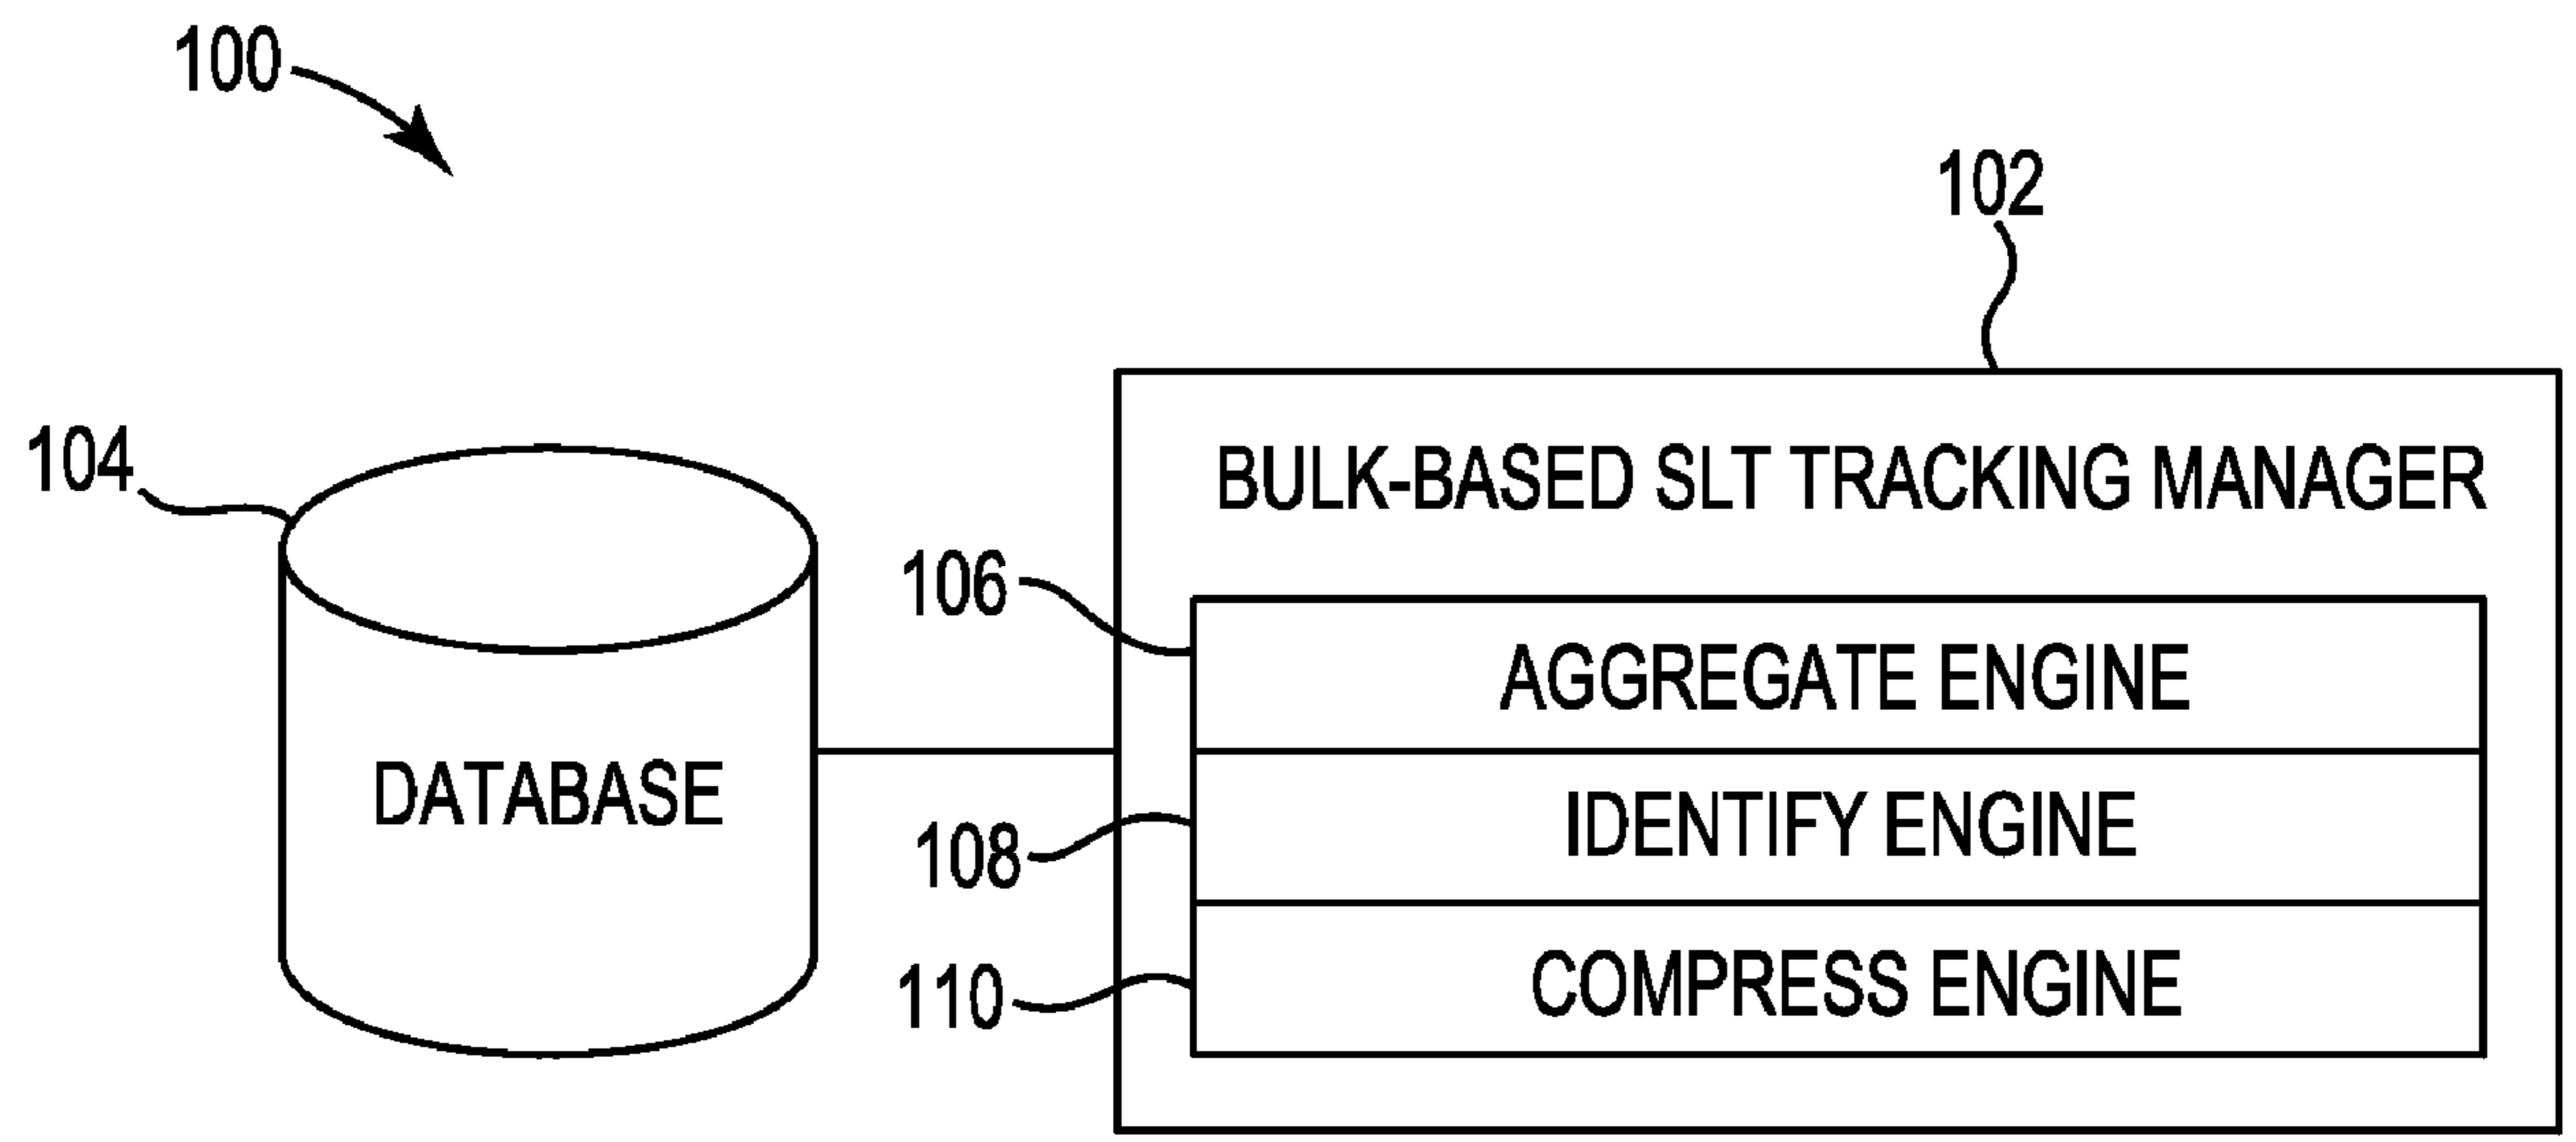 100
102
104
BULK-BASED SLT TRACKING MANAGER
106
AGGREGATE ENGINE
DATABASE
108
IDENTIFY ENGINE
110
COMPRESS ENGINE